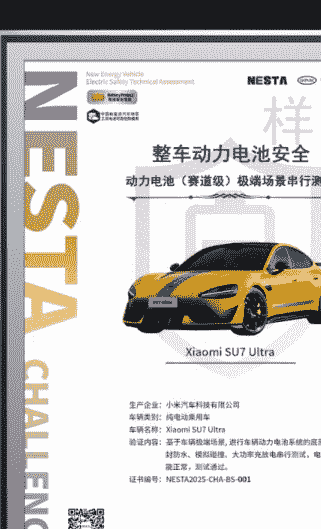 New Energy Vehicle
Electric Safety Technical Assessment
NESTA
样
整车动力电池安全
动力电池（赛道级）极端场景串行测
Xiaomi SU7 Ultra
生产企业：小米汽车科技有限公司
车辆类别：纯电动乘用车
车辆名称：Xiaomi SU7 Ultra
验证内容：基于车辆极端场景, 进行车辆动力电池系统的底
封防水、模拟碰撞、大功率充放电串行测试，电
能正常，测试通过。
证书编号：NESTA2025-CHA-BS-001
NESTA CHALLENG